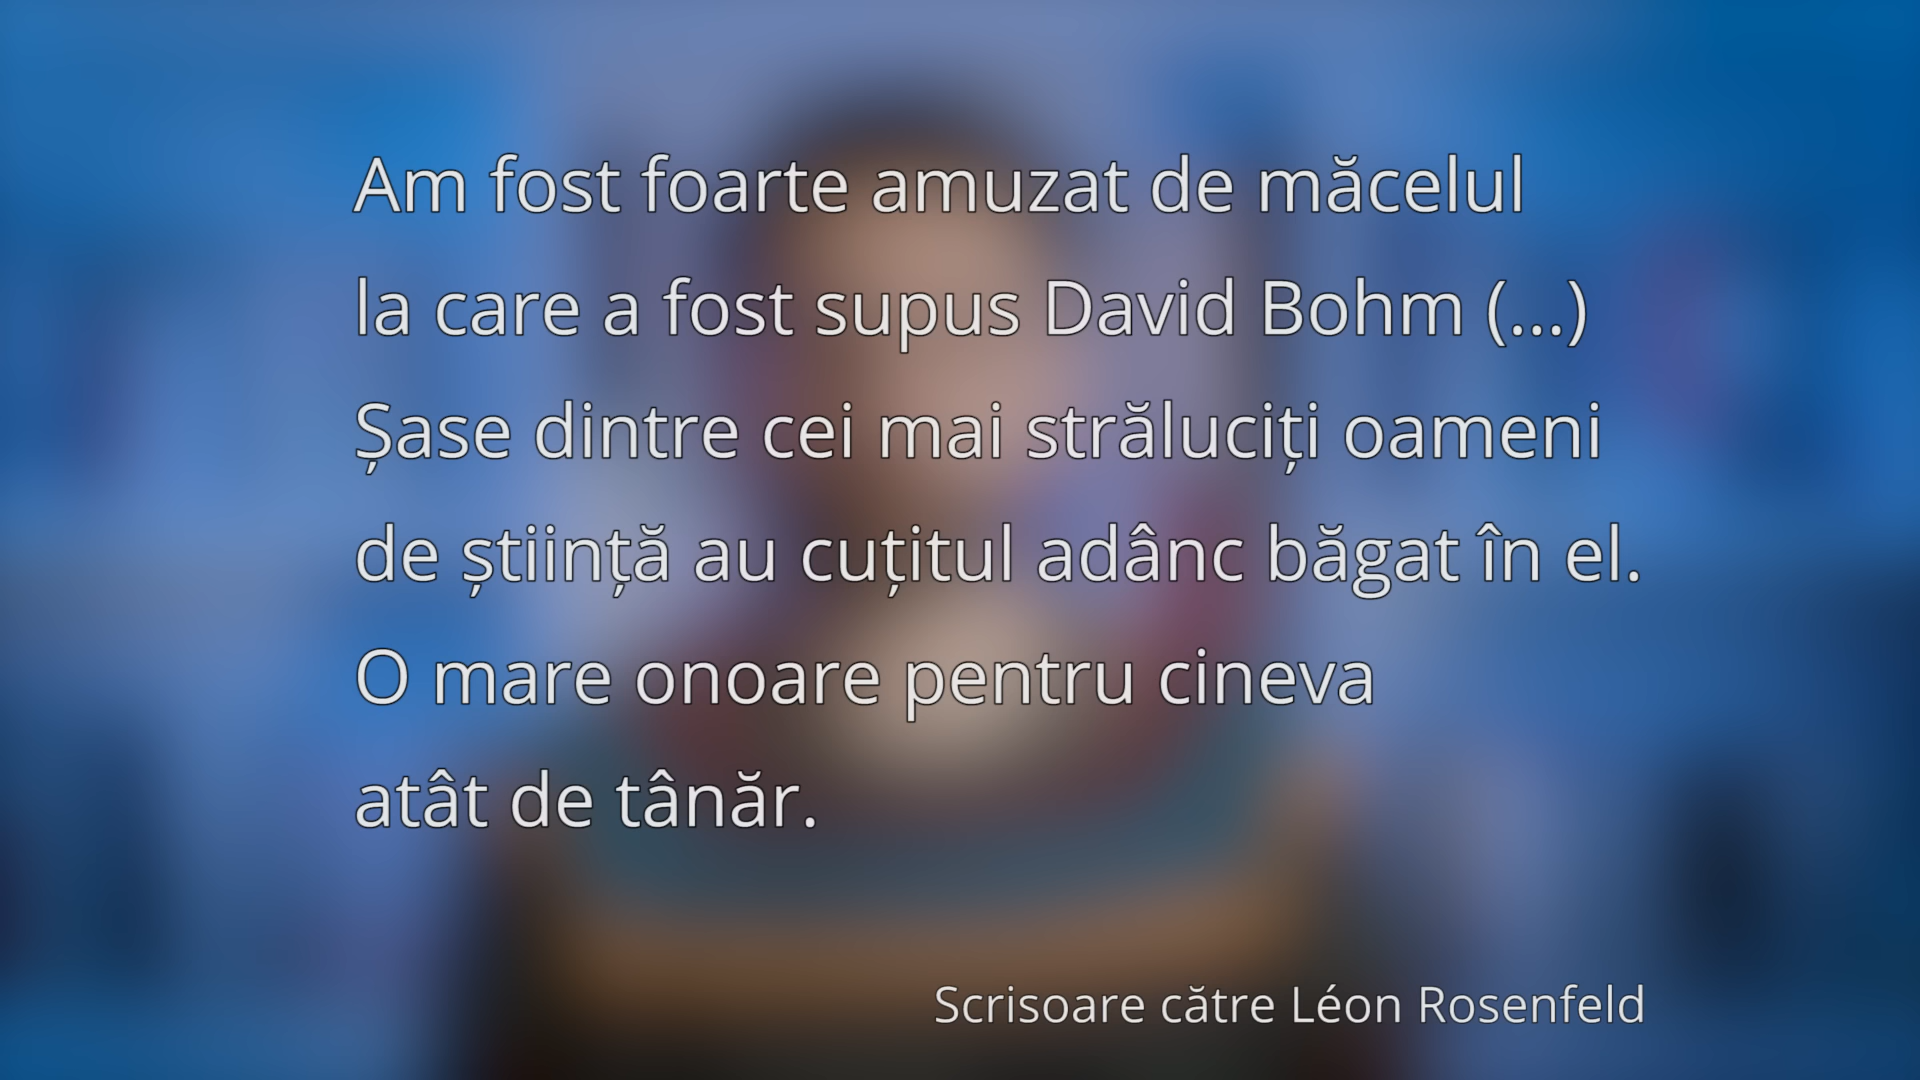 Am fost foarte amuzat de măcelul
la care a fost supus David Bohm (...)
Șase dintre cei mai străluciți oameni
de știință au cuțitul adânc băgat în el.
O mare onoare pentru cineva
atât de tânăr.
Scrisoare către Léon Rosenfeld